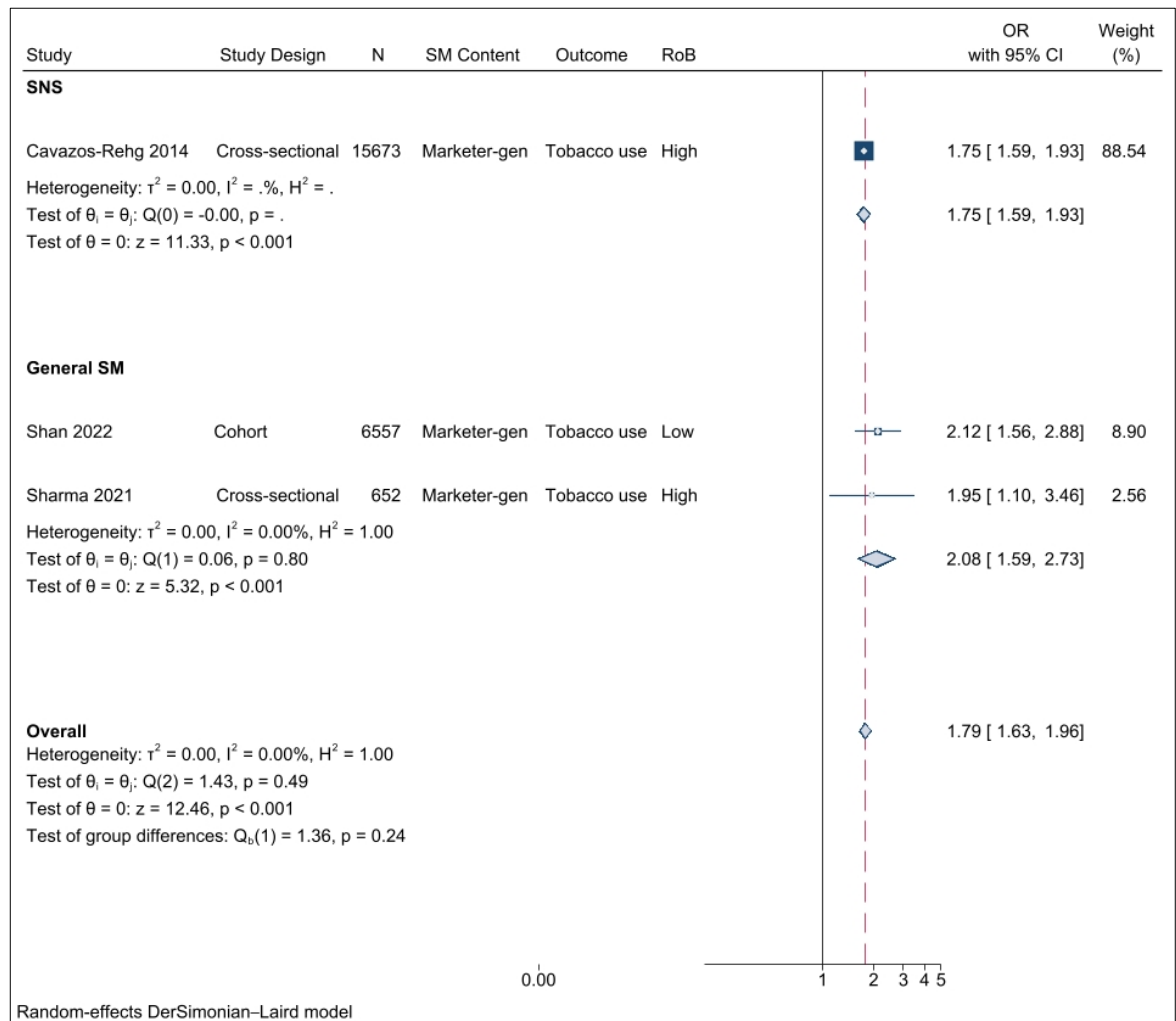 Study Study Design N SM Content Outcome RoB OR with 95% CI Weight (%)
SNS
Cavazos-Rehg 2014 Cross-sectional 15673 Marketer-gen Tobacco use High 1.75 [ 1.59, 1.93] 88.54
Heterogeneity: τ² = 0.00, I² = .%, H² = .
Test of θᵢ = θⱼ: Q(0) = -0.00, p = . 1.75 [ 1.59, 1.93]
Test of θ = 0: z = 11.33, p < 0.001
General SM
Shan 2022 Cohort 6557 Marketer-gen Tobacco use Low 2.12 [ 1.56, 2.88] 8.90
Sharma 2021 Cross-sectional 652 Marketer-gen Tobacco use High 1.95 [ 1.10, 3.46] 2.56
Heterogeneity: τ² = 0.00, I² = 0.00%, H² = 1.00
Test of θᵢ = θⱼ: Q(1) = 0.06, p = 0.80 2.08 [ 1.59, 2.73]
Test of θ = 0: z = 5.32, p < 0.001
Overall 1.79 [ 1.63, 1.96]
Heterogeneity: τ² = 0.00, I² = 0.00%, H² = 1.00
Test of θᵢ = θⱼ: Q(2) = 1.43, p = 0.49
Test of θ = 0: z = 12.46, p < 0.001
Test of group differences: Q_b(1) = 1.36, p = 0.24
0.00 1 2 3 4 5
Random-effects DerSimonian–Laird model